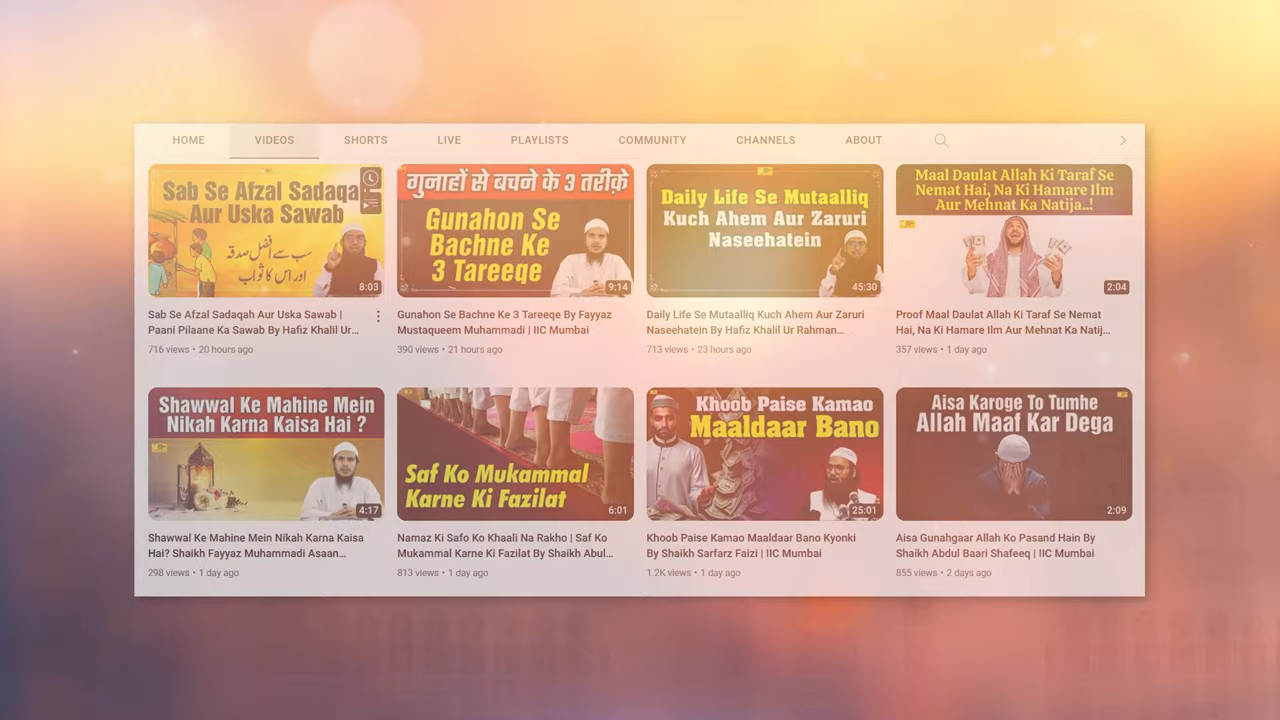 HOME
VIDEOS
SHORTS
LIVE
PLAYLISTS
COMMUNITY
CHANNELS
ABOUT
Sab Se Afzal Sadaqa
Aur Uska Sawab
سب سے افضل صدقہ
اور اس کا ثواب
8:03
गुनाहों से बचने के 3 तरीक़े
Gunahon Se
Bachne Ke
3 Tareeqe
9:14
Daily Life Se Mutaalliq
Kuch Ahem Aur Zaruri
Naseehatein
45:30
Maal Daulat Allah Ki Taraf Se
Nemat Hai, Na Ki Hamare Ilm
Aur Mehnat Ka Natija..!
2:04
Sab Se Afzal Sadaqah Aur Uska Sawab |
Paani Pilaane Ka Sawab By Hafiz Khalil Ur...
716 views • 20 hours ago
Gunahon Se Bachne Ke 3 Tareeqe By Fayyaz
Mustaqueem Muhammadi | IIC Mumbai
390 views • 21 hours ago
Daily Life Se Mutaalliq Kuch Ahem Aur Zaruri
Naseehatein By Hafiz Khalil Ur Rahman...
713 views • 23 hours ago
Proof Maal Daulat Allah Ki Taraf Se Nemat
Hai, Na Ki Hamare Ilm Aur Mehnat Ka Natij...
357 views • 1 day ago
Shawwal Ke Mahine Mein
Nikah Karna Kaisa Hai ?
4:17
Saf Ko Mukammal
Karne Ki Fazilat
6:01
Khoob Paise Kamao
Maaldaar Bano
25:01
Aisa Karoge To Tumhe
Allah Maaf Kar Dega
2:09
Shawwal Ke Mahine Mein Nikah Karna Kaisa
Hai? Shaikh Fayyaz Muhammadi Asaan...
298 views • 1 day ago
Namaz Ki Safo Ko Khaali Na Rakho | Saf Ko
Mukammal Karne Ki Fazilat By Shaikh Abul...
813 views • 1 day ago
Khoob Paise Kamao Maaldaar Bano Kyonki
By Shaikh Sarfarz Faizi | IIC Mumbai
1.2K views • 1 day ago
Aisa Gunahgaar Allah Ko Pasand Hain By
Shaikh Abdul Baari Shafeeq | IIC Mumbai
855 views • 2 days ago